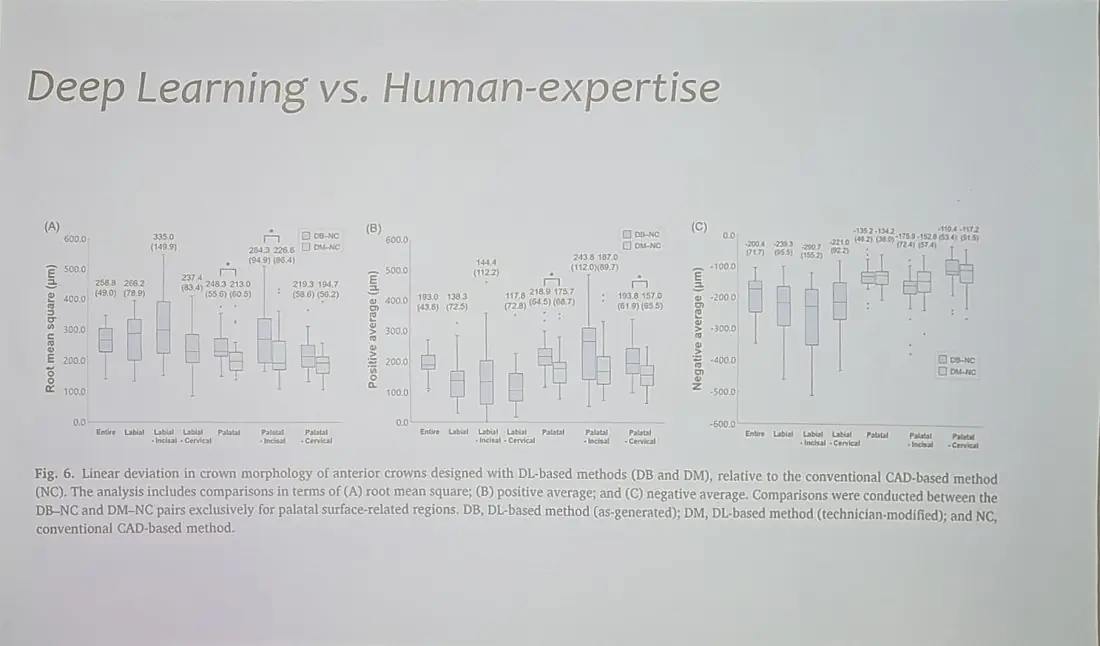 Deep Learning vs. Human-expertise
(A)
600.0
500.0
400.0
300.0
200.0
100.0
0.0
Root mean square (µm)
DB–NC
DM–NC
258.8
(49.0)
266.2
(78.9)
335.0
(149.9)
237.4
(83.4)
248.3 213.0
(55.6) (60.5)
*
284.3 226.6
(94.9) (86.4)
*
219.3 194.7
(58.6) (56.2)
Entire Labial Labial Labial Palatal Palatal Palatal
- Incisal - Cervical - Incisal - Cervical
(B)
600.0
500.0
400.0
300.0
200.0
100.0
0.0
Positive average (µm)
DB–NC
DM–NC
193.0
(43.6)
138.3
(72.5)
144.4
(112.2)
117.8
(72.8)
218.9 175.7
(64.5) (68.7)
*
243.8 187.0
(112.0)(89.7)
193.8 157.0
(61.9) (65.5)
*
Entire Labial Labial Labial Palatal Palatal Palatal
- Incisal - Cervical - Incisal - Cervical
(C)
0.0
-100.0
-200.0
-300.0
-400.0
-500.0
-600.0
Negative average (µm)
-200.4
(71.7)
-239.3
(95.5)
-290.7
(155.2)
-221.0
(92.2)
-135.2 -134.2
(46.2) (38.0)
-175.9 -152.8
(72.4) (57.4)
-110.4 -117.2
(53.4) (51.5)
DB–NC
DM–NC
Entire Labial Labial Labial Palatal Palatal Palatal
- Incisal - Cervical - Incisal - Cervical
Fig. 6. Linear deviation in crown morphology of anterior crowns designed with DL-based methods (DB and DM), relative to the conventional CAD-based method
(NC). The analysis includes comparisons in terms of (A) root mean square; (B) positive average; and (C) negative average. Comparisons were conducted between the
DB–NC and DM–NC pairs exclusively for palatal surface-related regions. DB, DL-based method (as-generated); DM, DL-based method (technician-modified); and NC,
conventional CAD-based method.